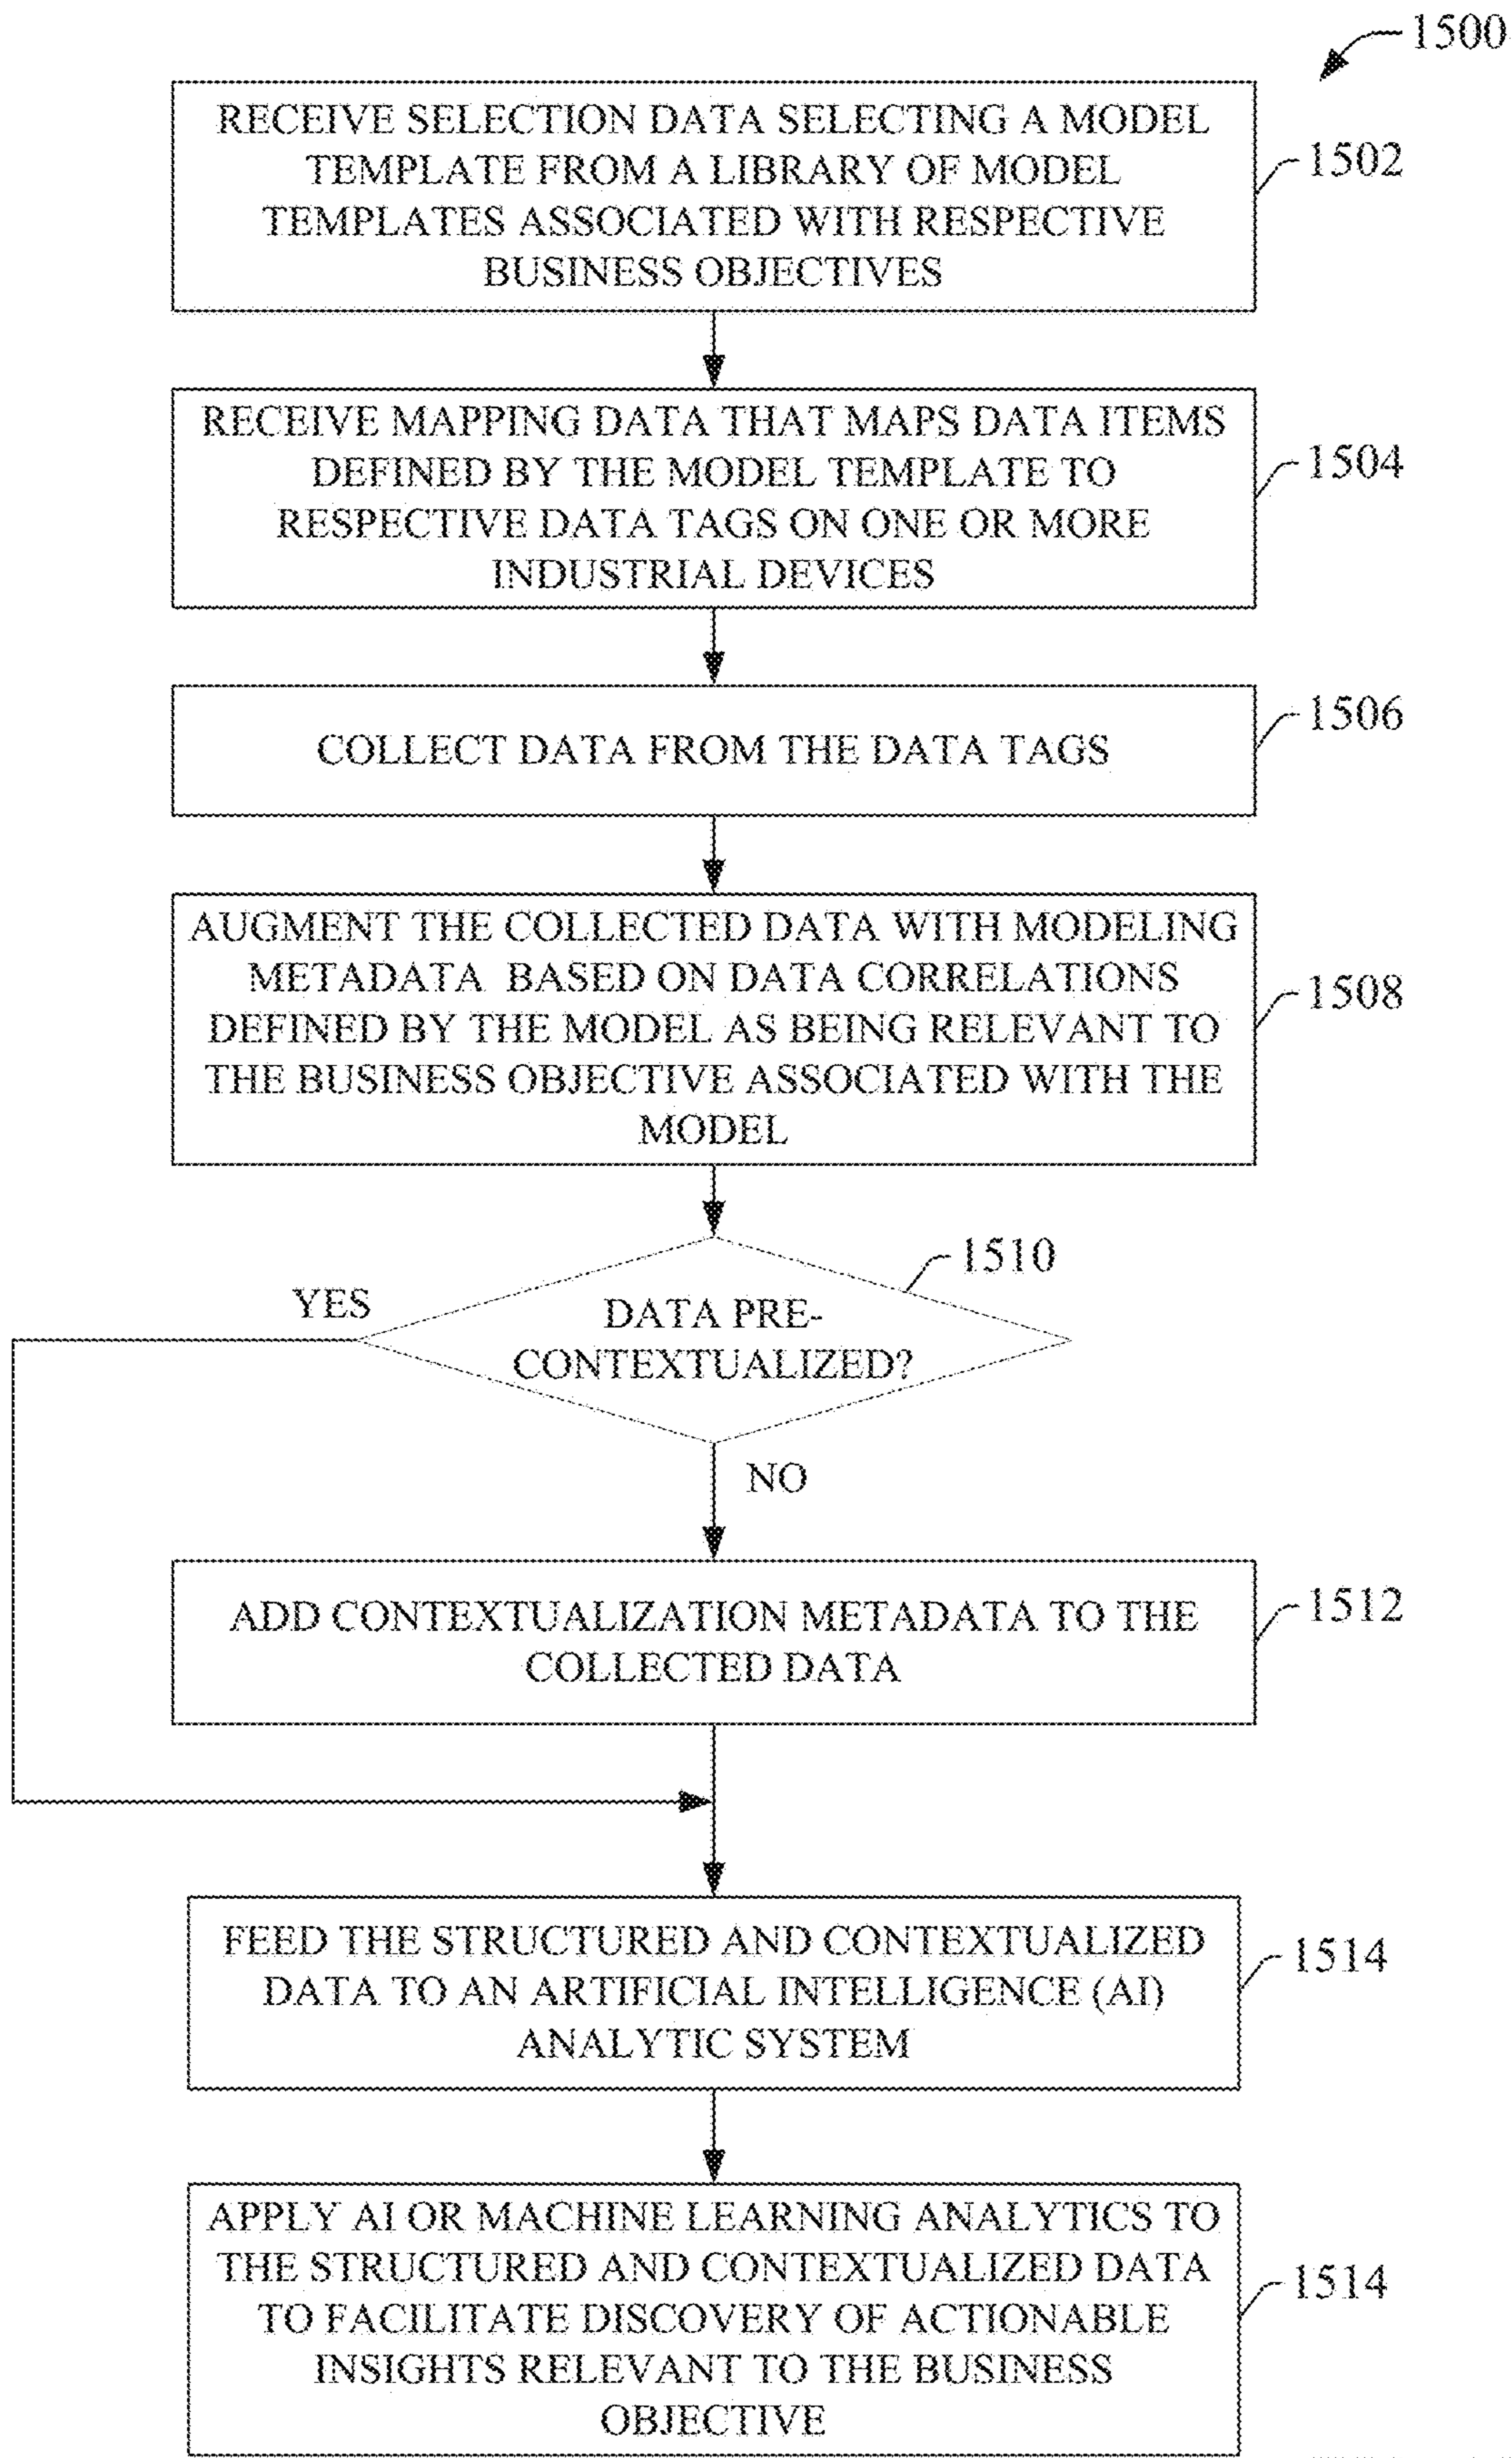 1500
RECEIVE SELECTION DATA SELECTING A MODEL
TEMPLATE FROM A LIBRARY OF MODEL
TEMPLATES ASSOCIATED WITH RESPECTIVE
BUSINESS OBJECTIVES
1502
RECEIVE MAPPING DATA THAT MAPS DATA ITEMS
DEFINED BY THE MODEL TEMPLATE TO
RESPECTIVE DATA TAGS ON ONE OR MORE
INDUSTRIAL DEVICES
1504
COLLECT DATA FROM THE DATA TAGS
1506
AUGMENT THE COLLECTED DATA WITH MODELING
METADATA BASED ON DATA CORRELATIONS
DEFINED BY THE MODEL AS BEING RELEVANT TO
THE BUSINESS OBJECTIVE ASSOCIATED WITH THE
MODEL
1508
1510
DATA PRE-
CONTEXTUALIZED?
YES
NO
ADD CONTEXTUALIZATION METADATA TO THE
COLLECTED DATA
1512
FEED THE STRUCTURED AND CONTEXTUALIZED
DATA TO AN ARTIFICIAL INTELLIGENCE (AI)
ANALYTIC SYSTEM
1514
APPLY AI OR MACHINE LEARNING ANALYTICS TO
THE STRUCTURED AND CONTEXTUALIZED DATA
TO FACILITATE DISCOVERY OF ACTIONABLE
INSIGHTS RELEVANT TO THE BUSINESS
OBJECTIVE
1514